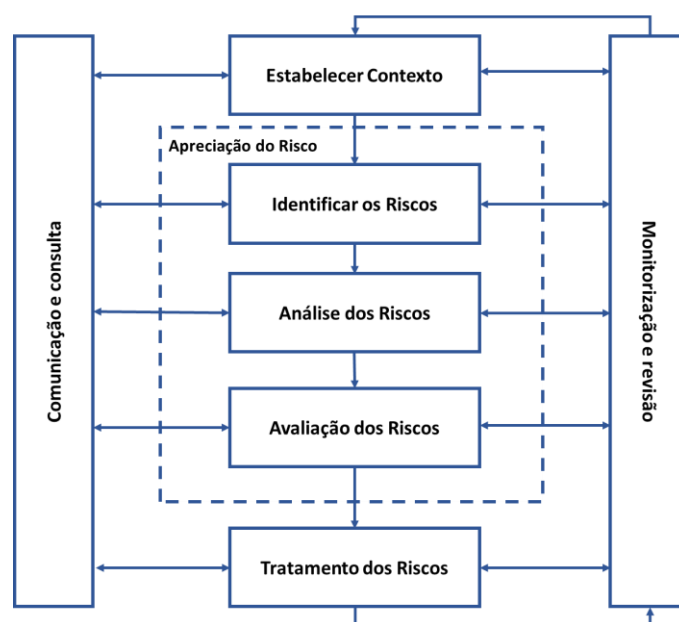 Estabelecer Contexto
Apreciação do Risco
Identificar os Riscos
Análise dos Riscos
Avaliação dos Riscos
Tratamento dos Riscos
Comunicação e consulta
Monitorização e revisão